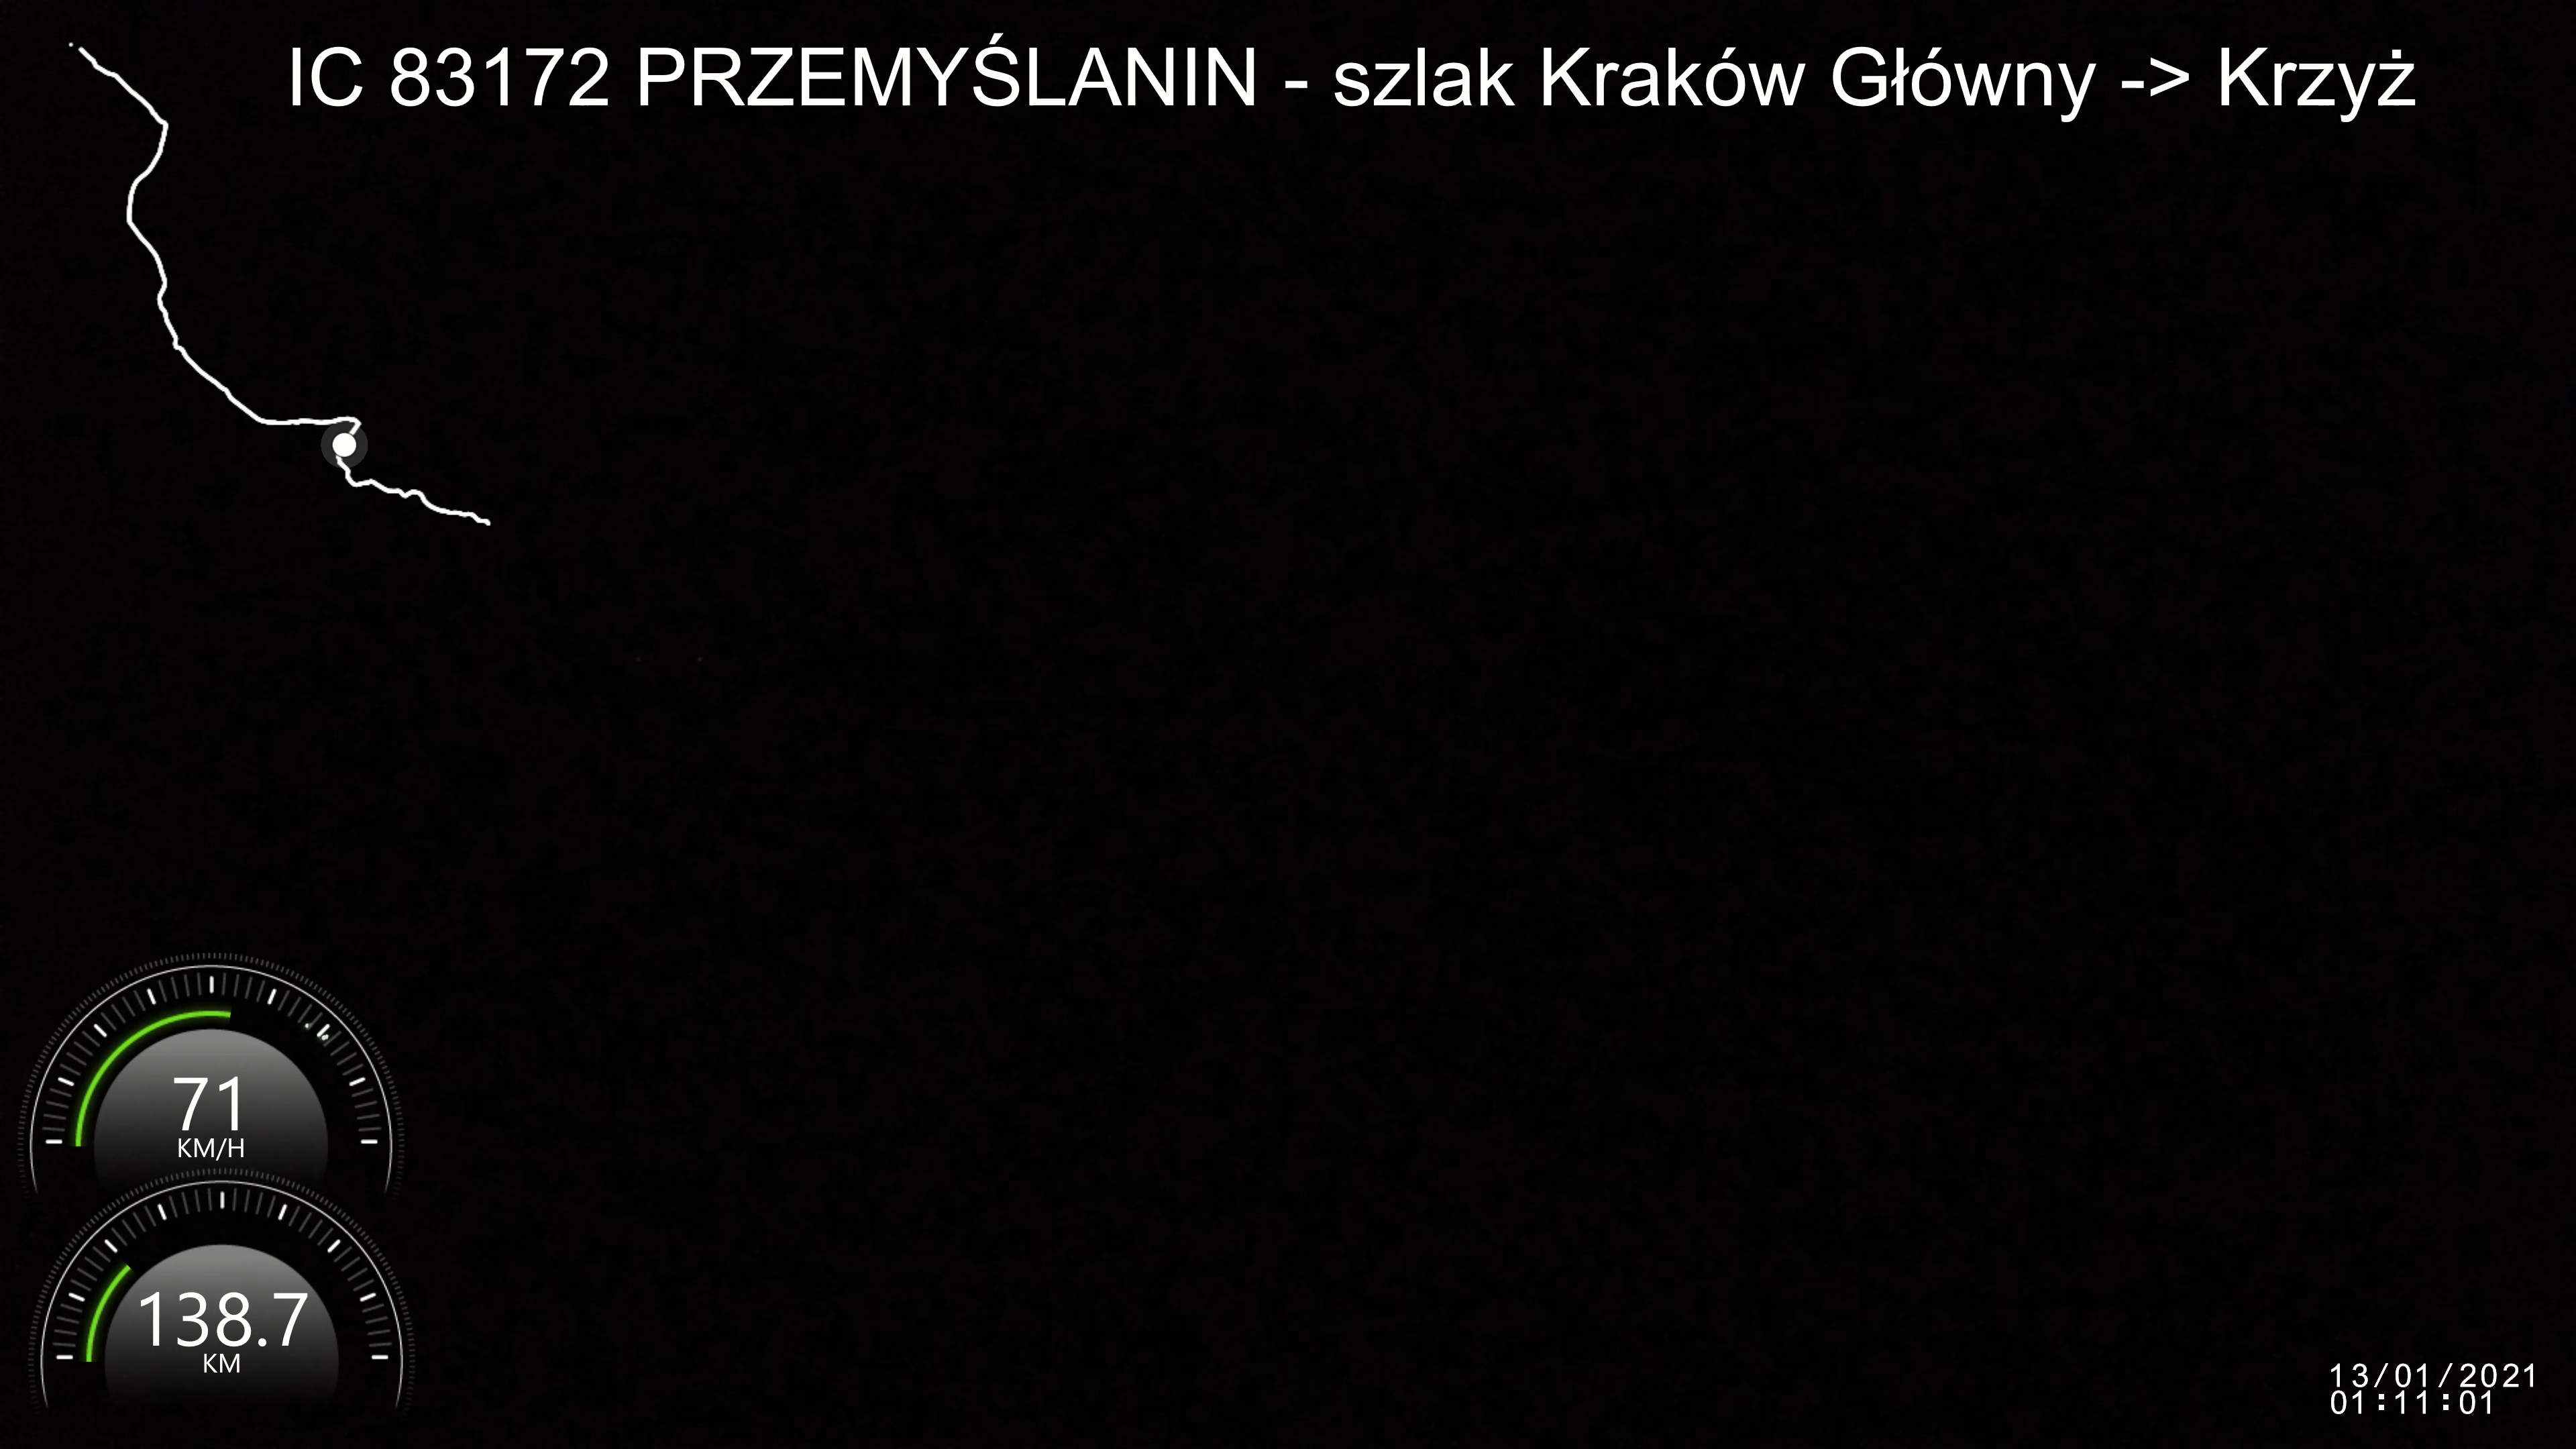 IC 83172 PRZEMYŚLANIN - szlak Kraków Główny -> Krzyż
71
KM/H
138.7
KM
13/01/2021
01:11:01